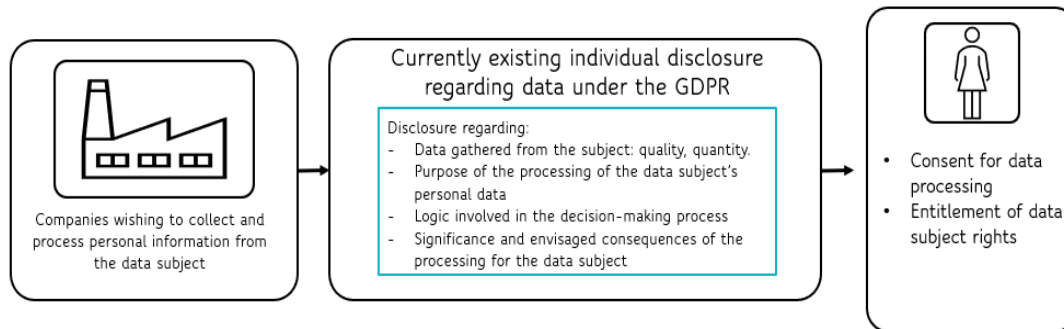 Companies wishing to collect and
process personal information from
the data subject
Currently existing individual disclosure
regarding data under the GDPR
Disclosure regarding:
- Data gathered from the subject: quality, quantity.
- Purpose of the processing of the data subject's
personal data
- Logic involved in the decision-making process
- Significance and envisaged consequences of the
processing for the data subject
• Consent for data
processing
• Entitlement of data
subject rights